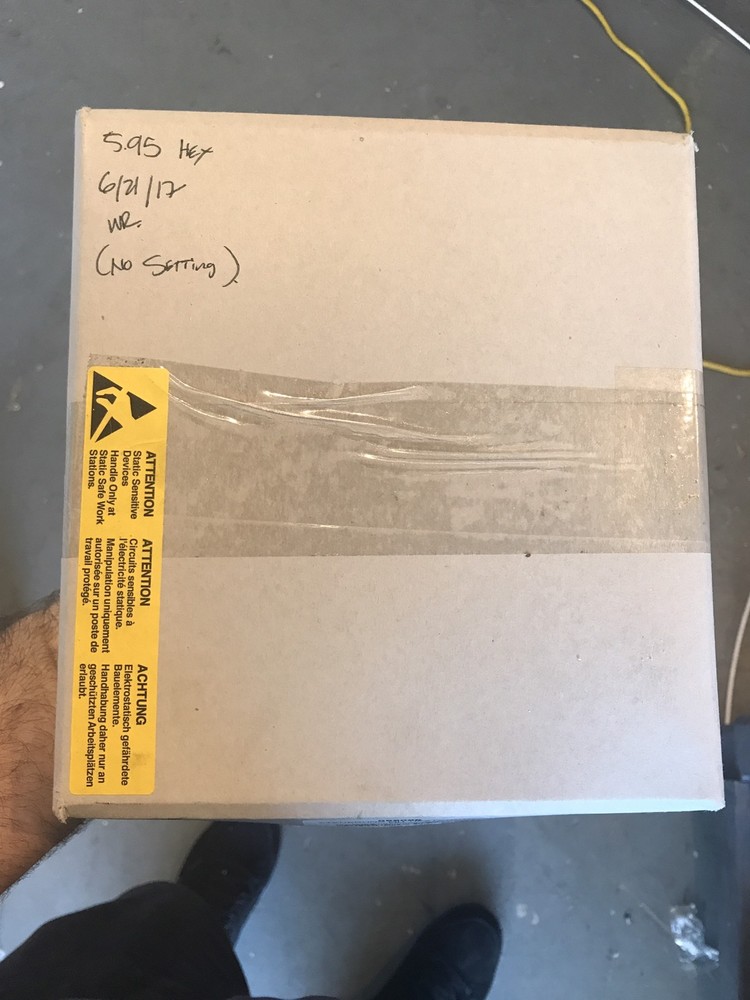 5.95 HEX
6/21/17
WR.
(No SETTING)
ATTENTION
Static Sensitive
Devices
Handle Only at
Static Safe Work
Stations.
ATTENTION
Circuits sensibles à
l'électricité statique.
Manipulation uniquement
autorisée sur un poste de
travail protégé.
ACHTUNG
Elektrostatisch gefährdete
Bauelemente.
Handhabung daher nur an
geschützten Arbeitsplätzen
erlaubt.